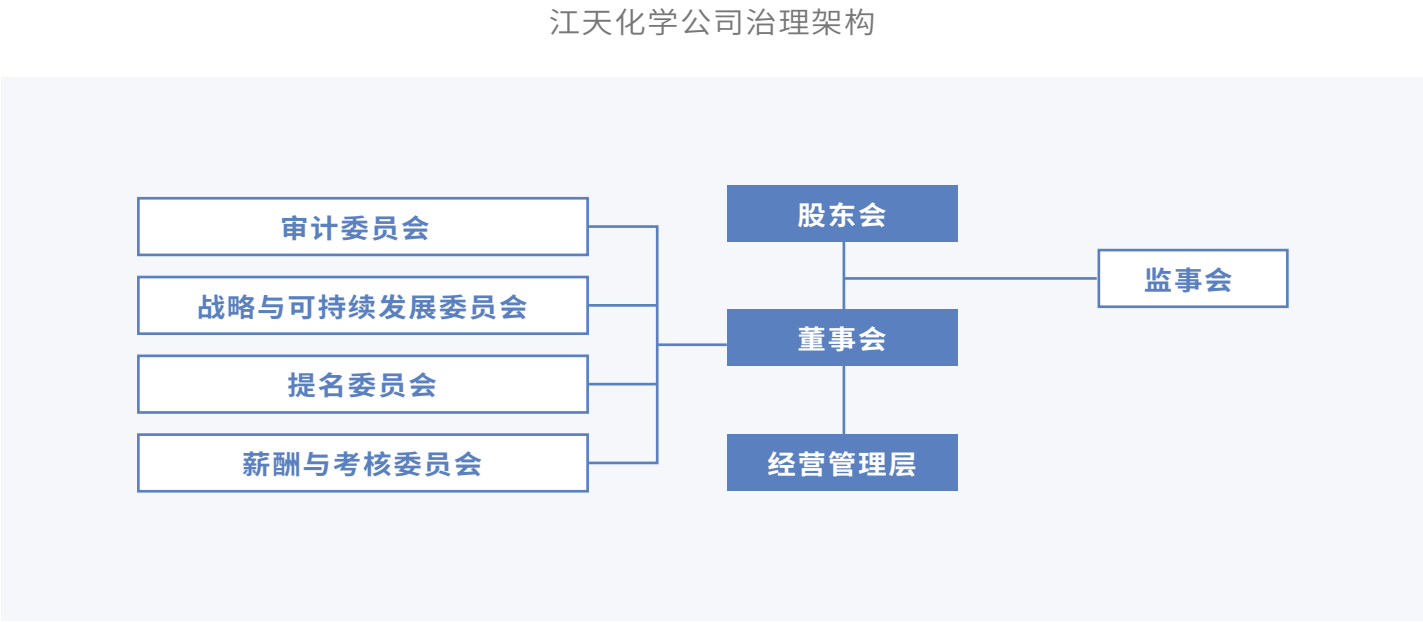 江天化学公司治理架构
审计委员会
战略与可持续发展委员会
提名委员会
薪酬与考核委员会
股东会
董事会
经营管理层
监事会